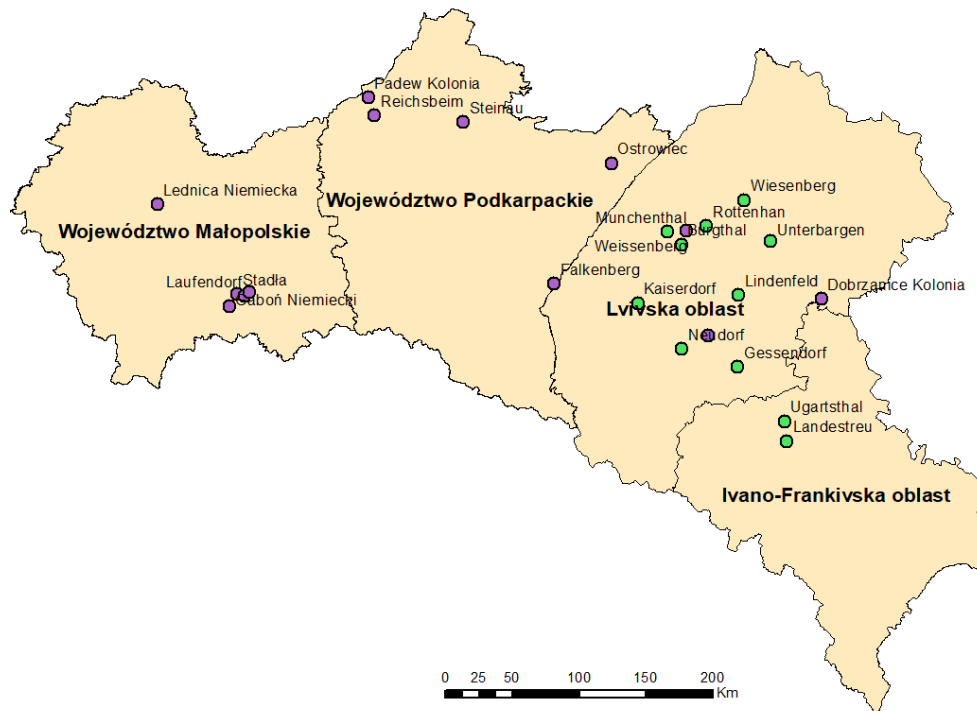 Padew Kolonia
Reichsbeim
Steinau
Ostrowiec
Lednica Niemiecka
Wiesenberg
Województwo Podkarpackie
Munchenthal
Rottenhan
Burgthal
Województwo Małopolskie
Weissenberg
Unterbargen
Falkenberg
Laufendorf
Stadła
Kaiserdorf
Lindenfeld
Dobrzanice Kolonia
Gaboń Niemiecki
Lvivska oblast
Neudorf
Gessendorf
Ugartsthal
Landestreu
Ivano-Frankivska oblast
0 25 50 100 150 200
Km